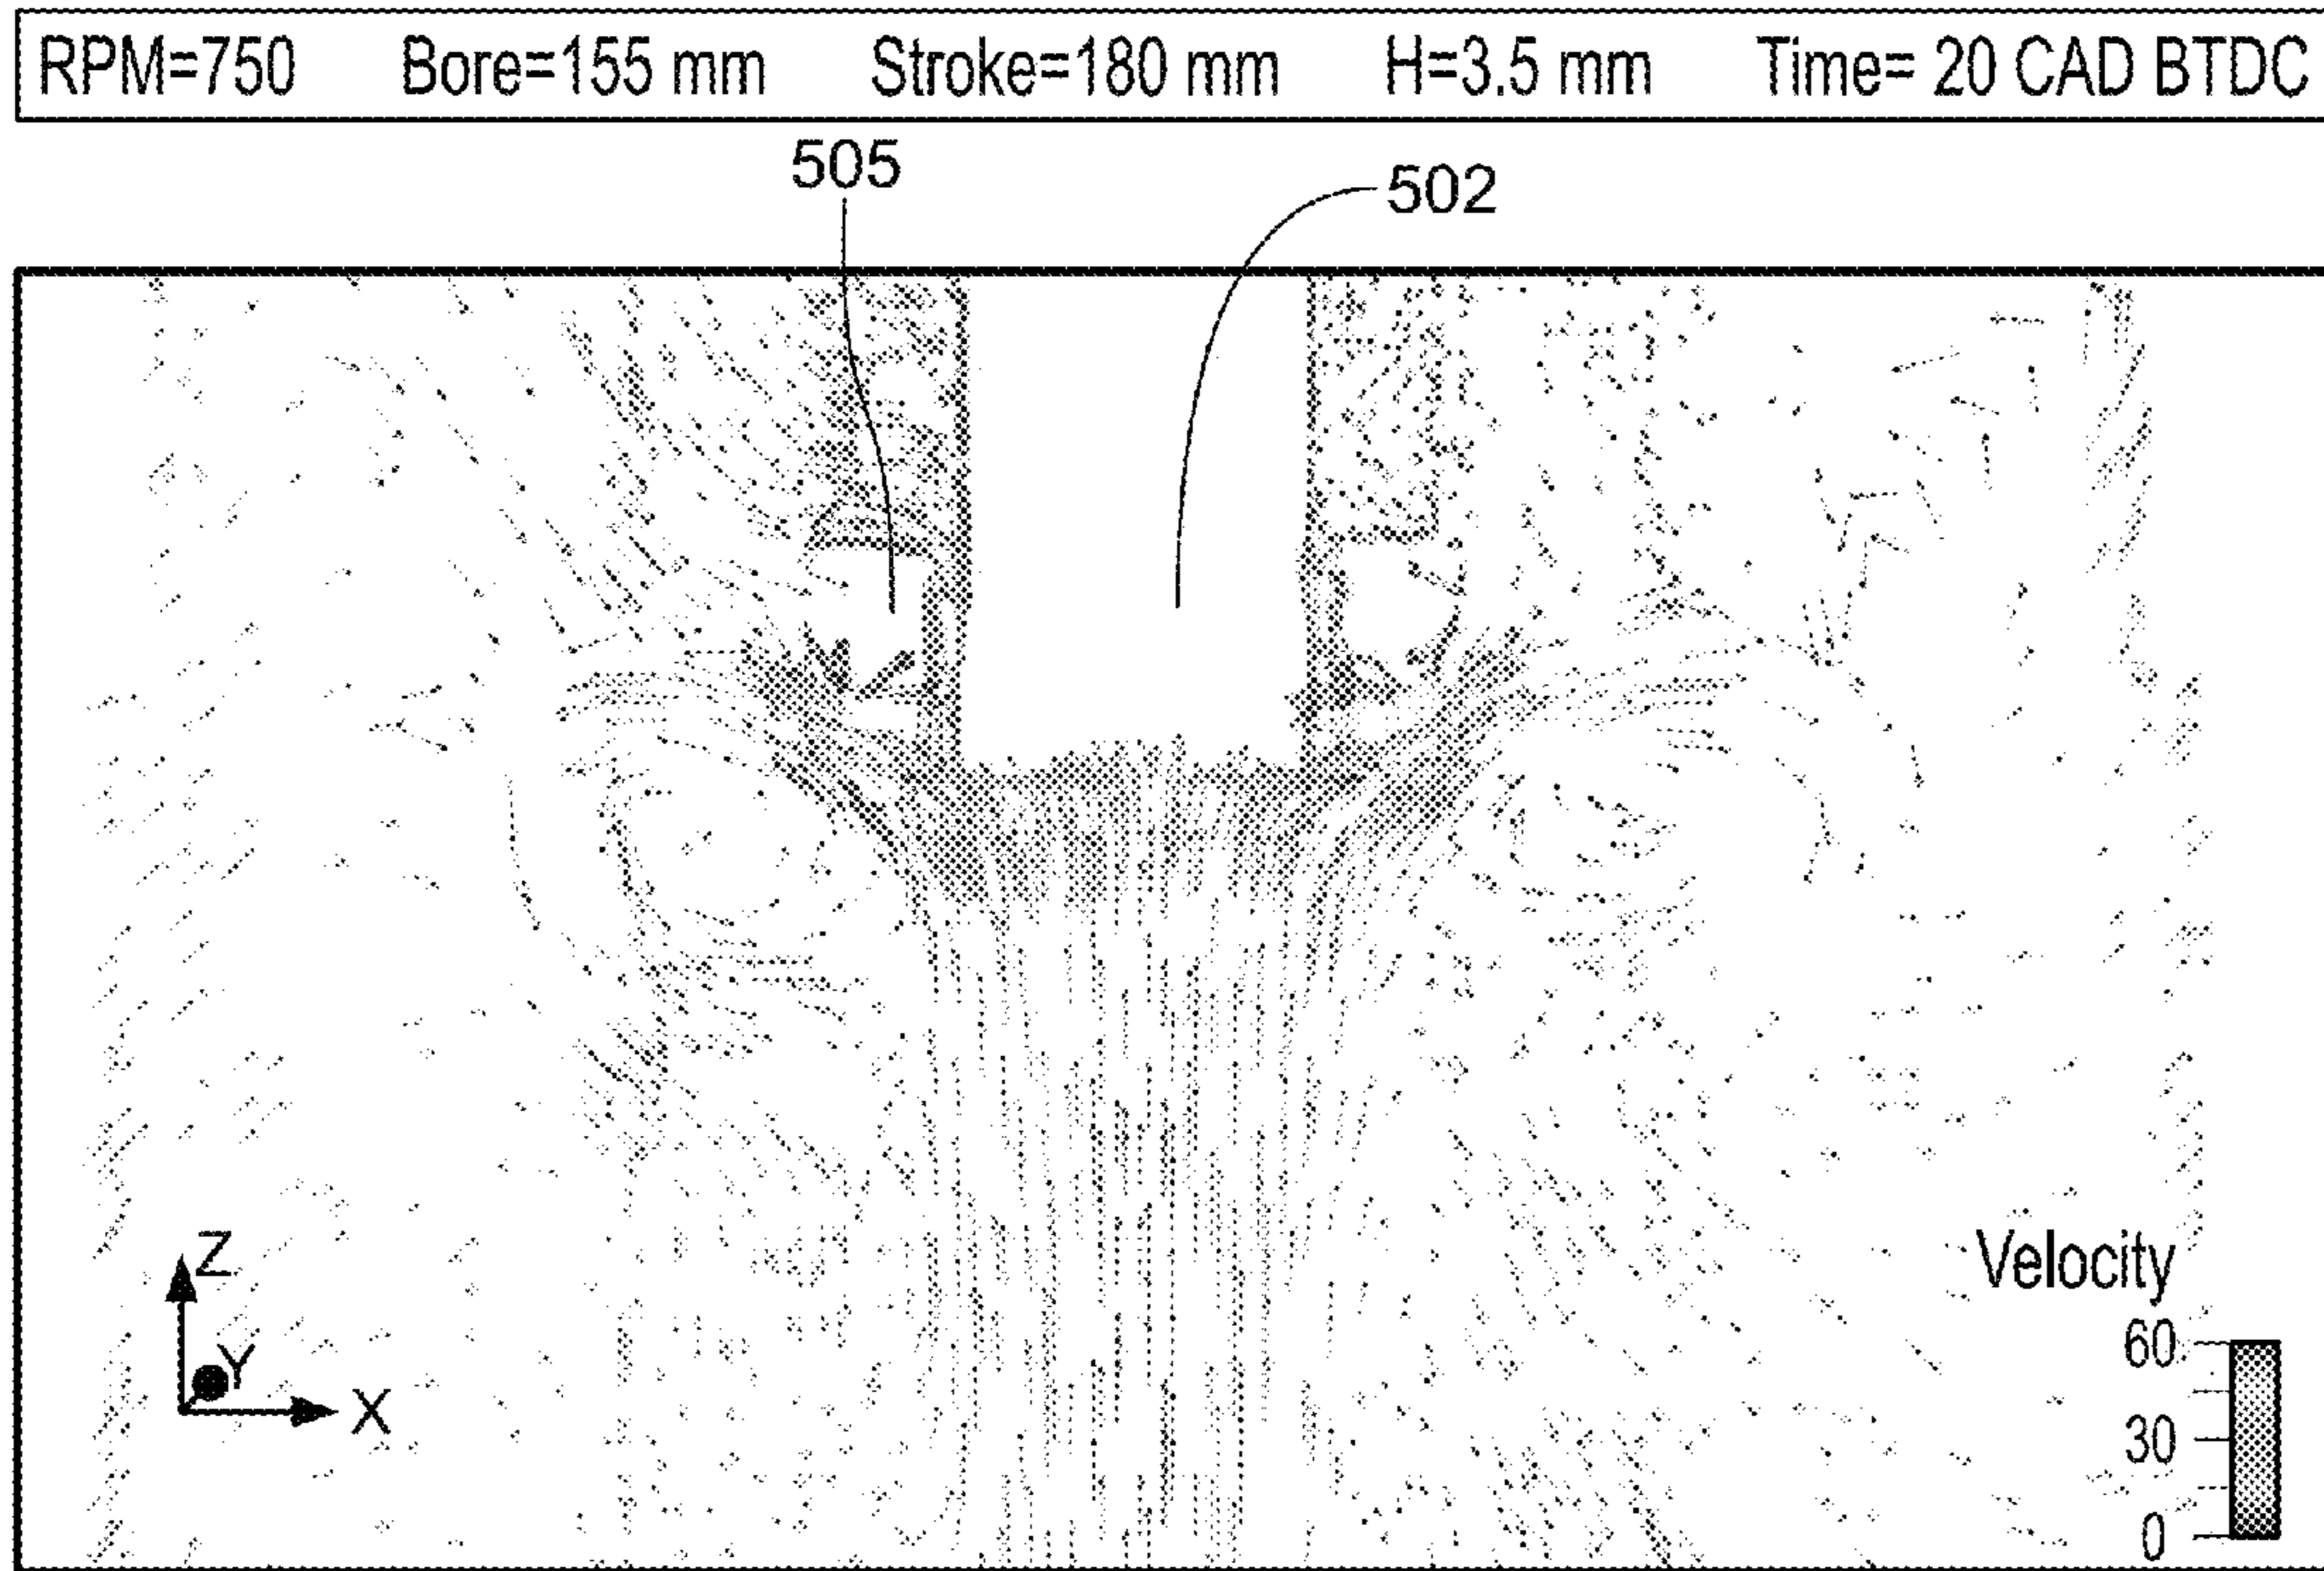 RPM=750 Bore=155 mm Stroke=180 mm H=3.5 mm Time= 20 CAD BTDC
505
502
Z
Y
X
Velocity
60
30
0